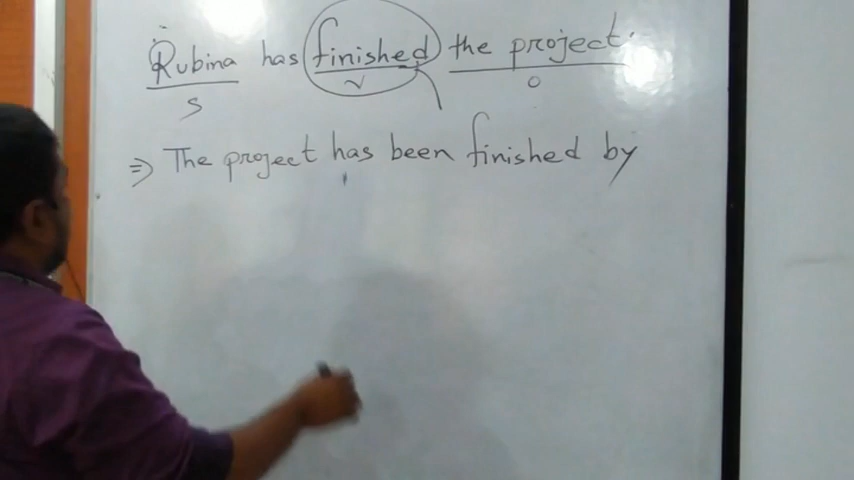 Rubina has finished the project.
S V O
⇒ The project has been finished by